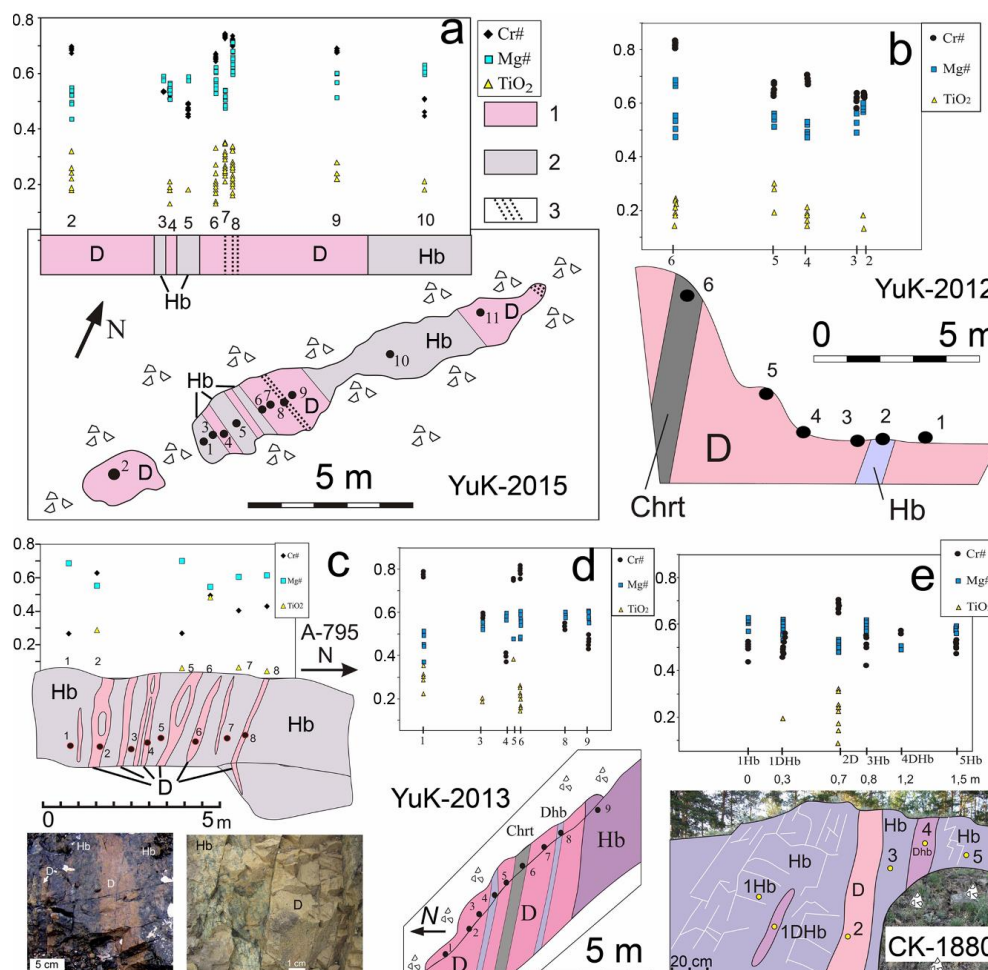 a
0.8
0.6
0.4
0.2
Cr#
Mg#
TiO2
1
2
3
2 3 4 5 6 7 8 9 10
D D Hb
Hb
N
Hb
Hb
D
D
D
1 2 3 4 5 6 7 8 9 10 11
5 m
YuK-2015
b
0.8
0.6
0.4
0.2
Cr#
Mg#
TiO2
6 5 4 3 2
YuK-2012
0 5 m
6
5
4 3 2 1
D
Chrt
Hb
c
0.8
0.6
0.4
0.2
0
Cr#
Mg#
TiO2
A-795
N
1 2 5 6 7 8
Hb
Hb
1 2 3 4 5 6 7 8
D
0 5 m
Hb Hb
D D
5 cm
Hb
D
1 cm
d
0.8
0.6
0.4
0.2
Cr#
Mg#
TiO2
1 3 4 5 6 8 9
YuK-2013
Dhb
Chrt
Hb
1 2 3 4 5 6 7 8 9
N
D
D
5 m
e
0.8
0.6
0.4
0.2
Cr#
Mg#
TiO2
1Hb 1DHb 2D 3Hb 4DHb 5Hb
0 0,3 0,7 0,8 1,2 1,5 m
Hb
Hb
4
Dhb
Hb
5
3
1Hb
D
1DHb
2
20 cm
CK-1880